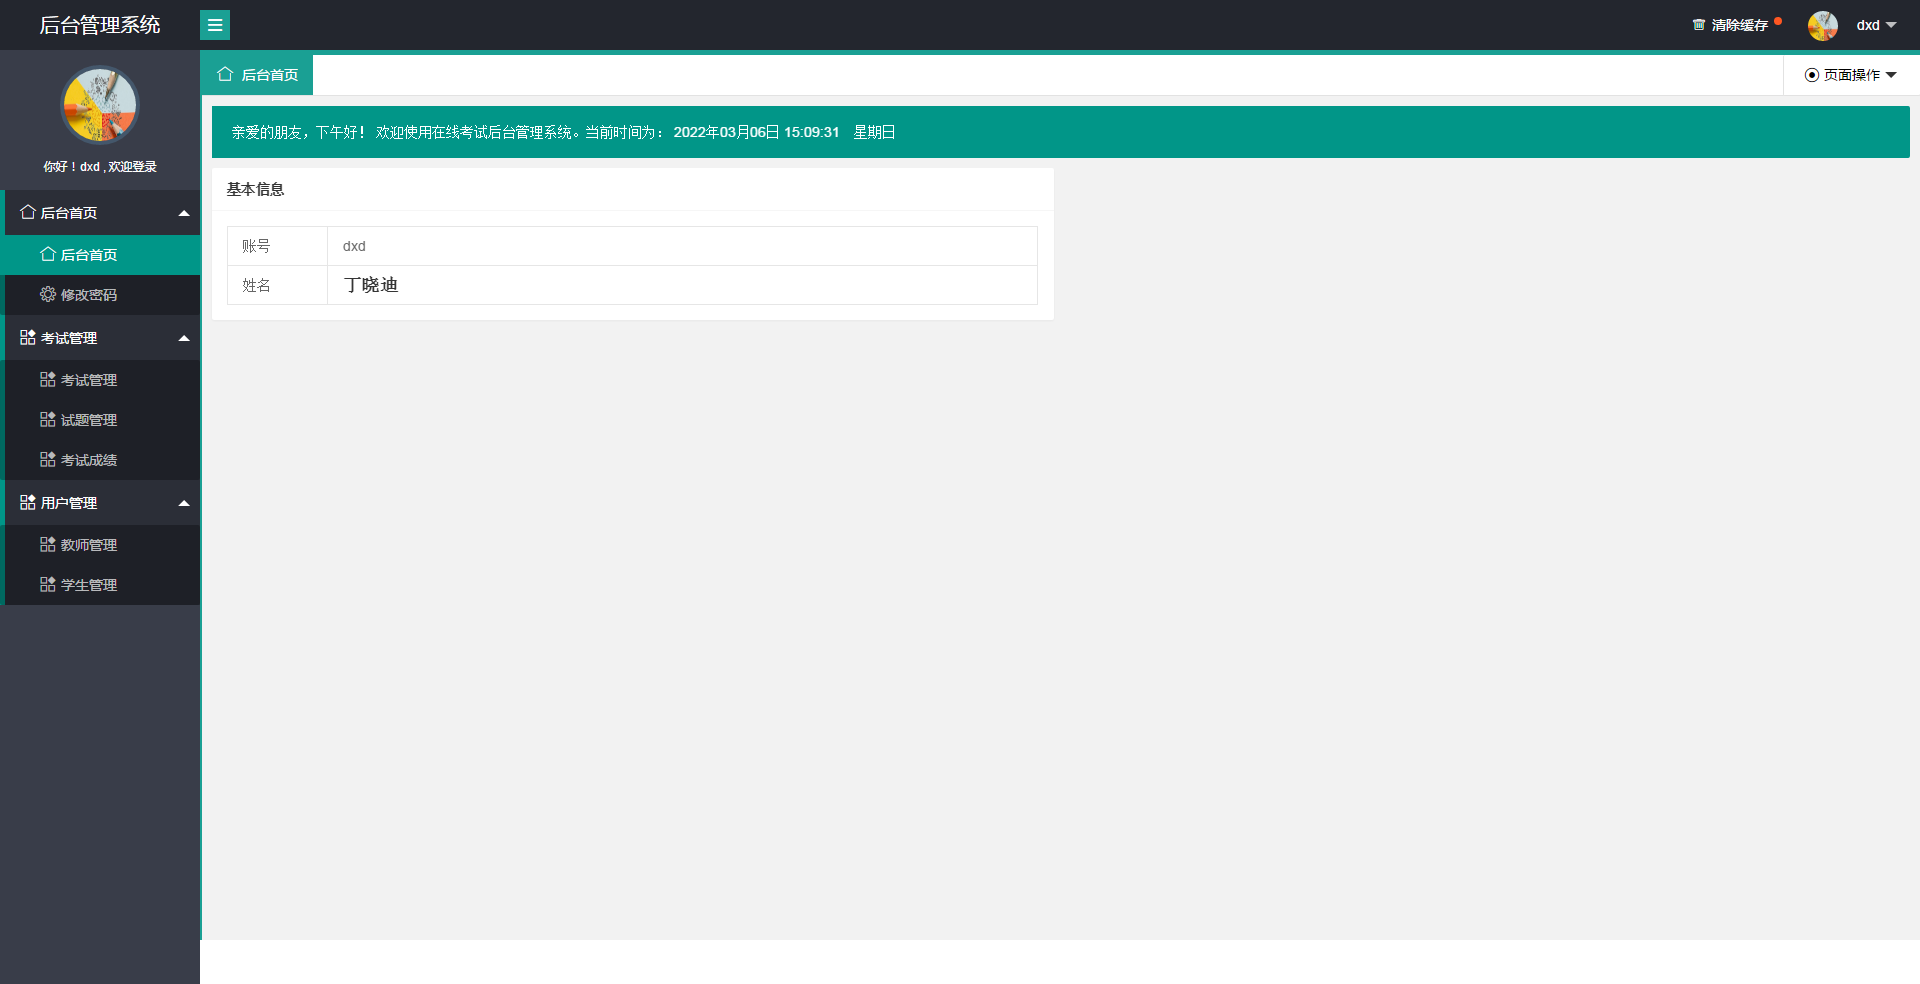 后台管理系统
清除缓存
dxd
后台首页
页面操作
你好！dxd , 欢迎登录
后台首页
后台首页
修改密码
考试管理
考试管理
试题管理
考试成绩
用户管理
教师管理
学生管理
亲爱的朋友，下午好！ 欢迎使用在线考试后台管理系统。当前时间为： 2022年03月06日 15:09:31 星期日
基本信息
账号 dxd
姓名 丁晓迪